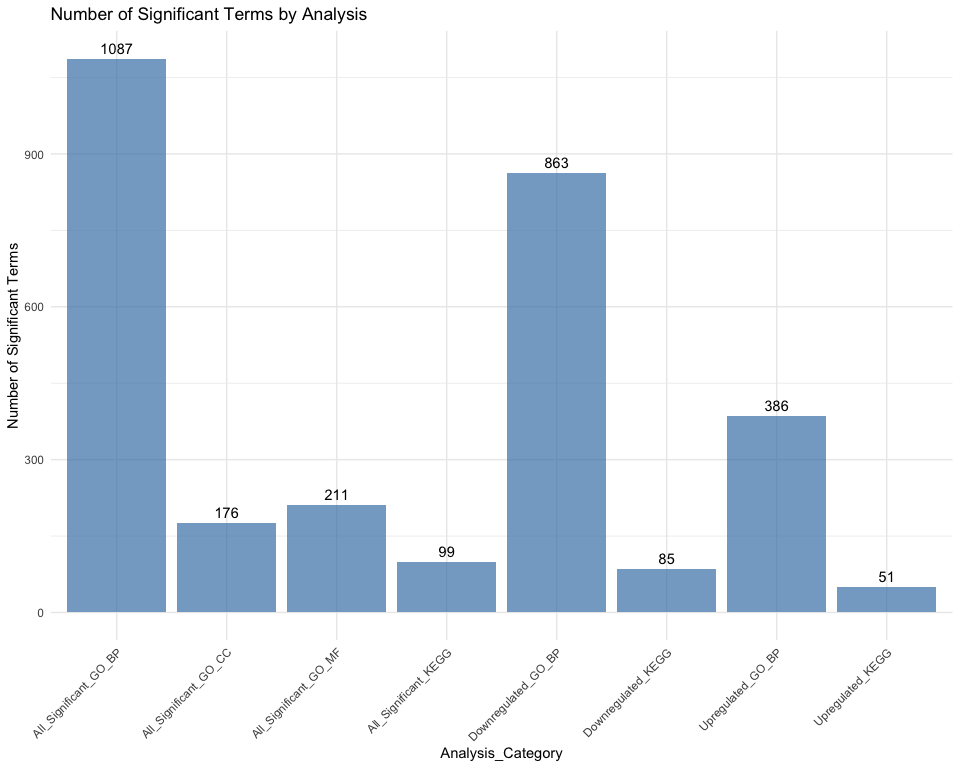 Number of Significant Terms by Analysis
1087
176
211
99
863
85
386
51
900
600
300
0
Number of Significant Terms
All_Significant_GO_BP
All_Significant_GO_CC
All_Significant_GO_MF
All_Significant_KEGG
Downregulated_GO_BP
Downregulated_KEGG
Upregulated_GO_BP
Upregulated_KEGG
Analysis_Category